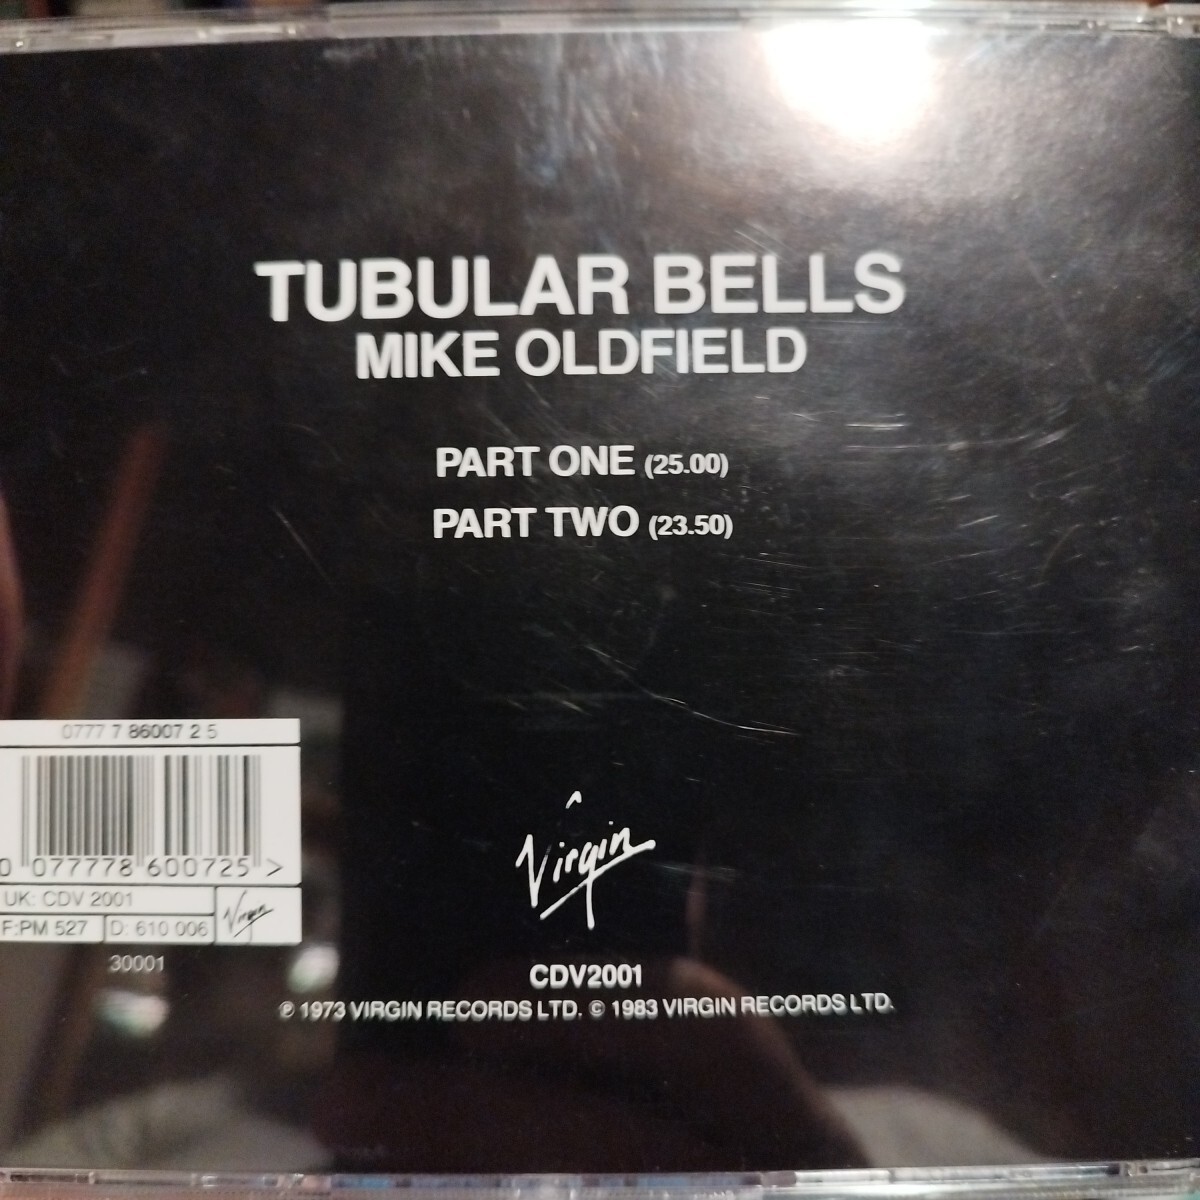 TUBULAR BELLS
MIKE OLDFIELD
PART ONE (25.00)
PART TWO (23.50)
0777 7 86007 2 5
0 077778 600725 >
UK: CDV 2001
F:PM 527
D: 610 006
Virgin
30001
Virgin
CDV2001
℗ 1973 VIRGIN RECORDS LTD. © 1983 VIRGIN RECORDS LTD.